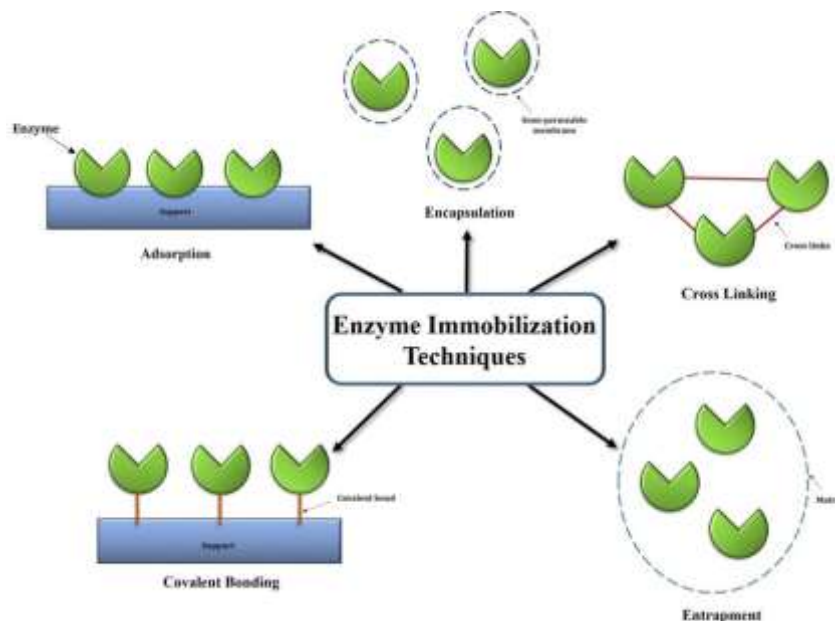 Enzyme
Support
Adsorption
Semi-permeable
membrane
Encapsulation
Cross links
Cross Linking
Enzyme Immobilization
Techniques
Covalent bond
Support
Covalent Bonding
Entrapment